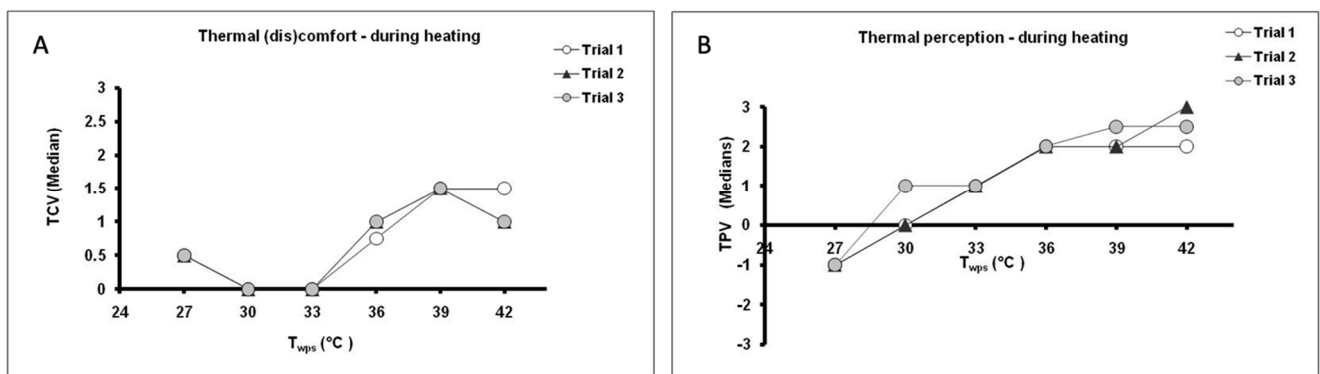 A
Thermal (dis)comfort - during heating
Trial 1
Trial 2
Trial 3
TCV (Median)
3
2.5
2
1.5
1
0.5
0
24 27 30 33 36 39 42
Twps (°C )
B
Thermal perception - during heating
Trial 1
Trial 2
Trial 3
TPV (Medians)
3
2
1
0
24 27 30 33 36 39 42
-1
Twps (°C )
-2
-3